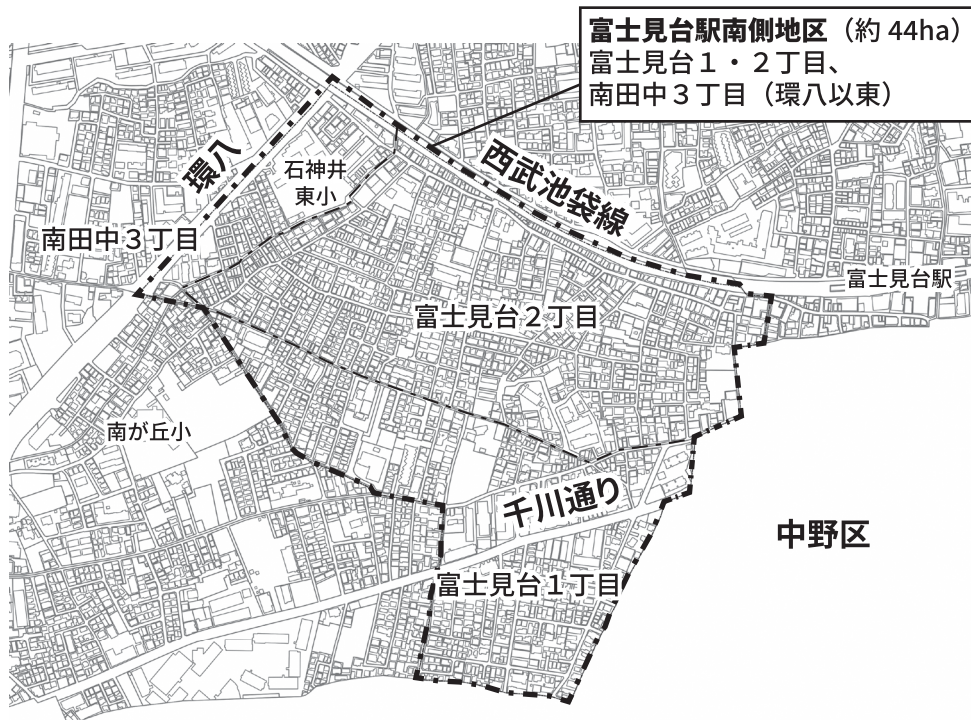 富士見台駅南側地区（約 44ha）
富士見台１・２丁目、
南田中３丁目（環八以東）
環八
石神井
東小
西武池袋線
南田中３丁目
富士見台駅
富士見台２丁目
南が丘小
千川通り
中野区
富士見台１丁目